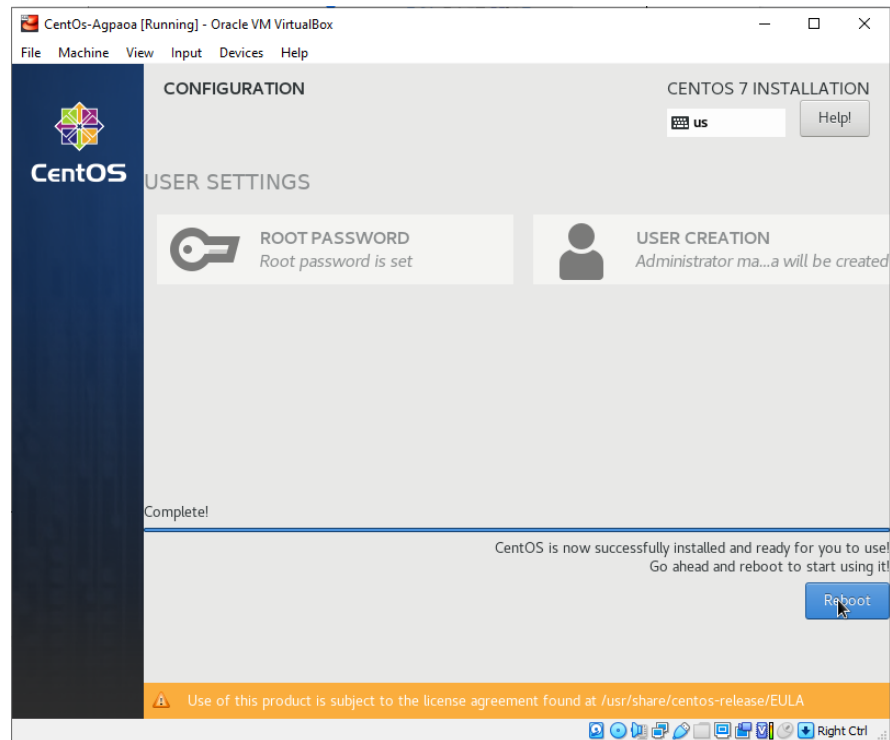 CentOs-Agpaoa [Running] - Oracle VM VirtualBox
File Machine View Input Devices Help
CONFIGURATION
CENTOS 7 INSTALLATION
us
Help!
CentOS
USER SETTINGS
ROOT PASSWORD
Root password is set
USER CREATION
Administrator ma...a will be created
Complete!
CentOS is now successfully installed and ready for you to use!
Go ahead and reboot to start using it!
Reboot
Use of this product is subject to the license agreement found at /usr/share/centos-release/EULA
Right Ctrl